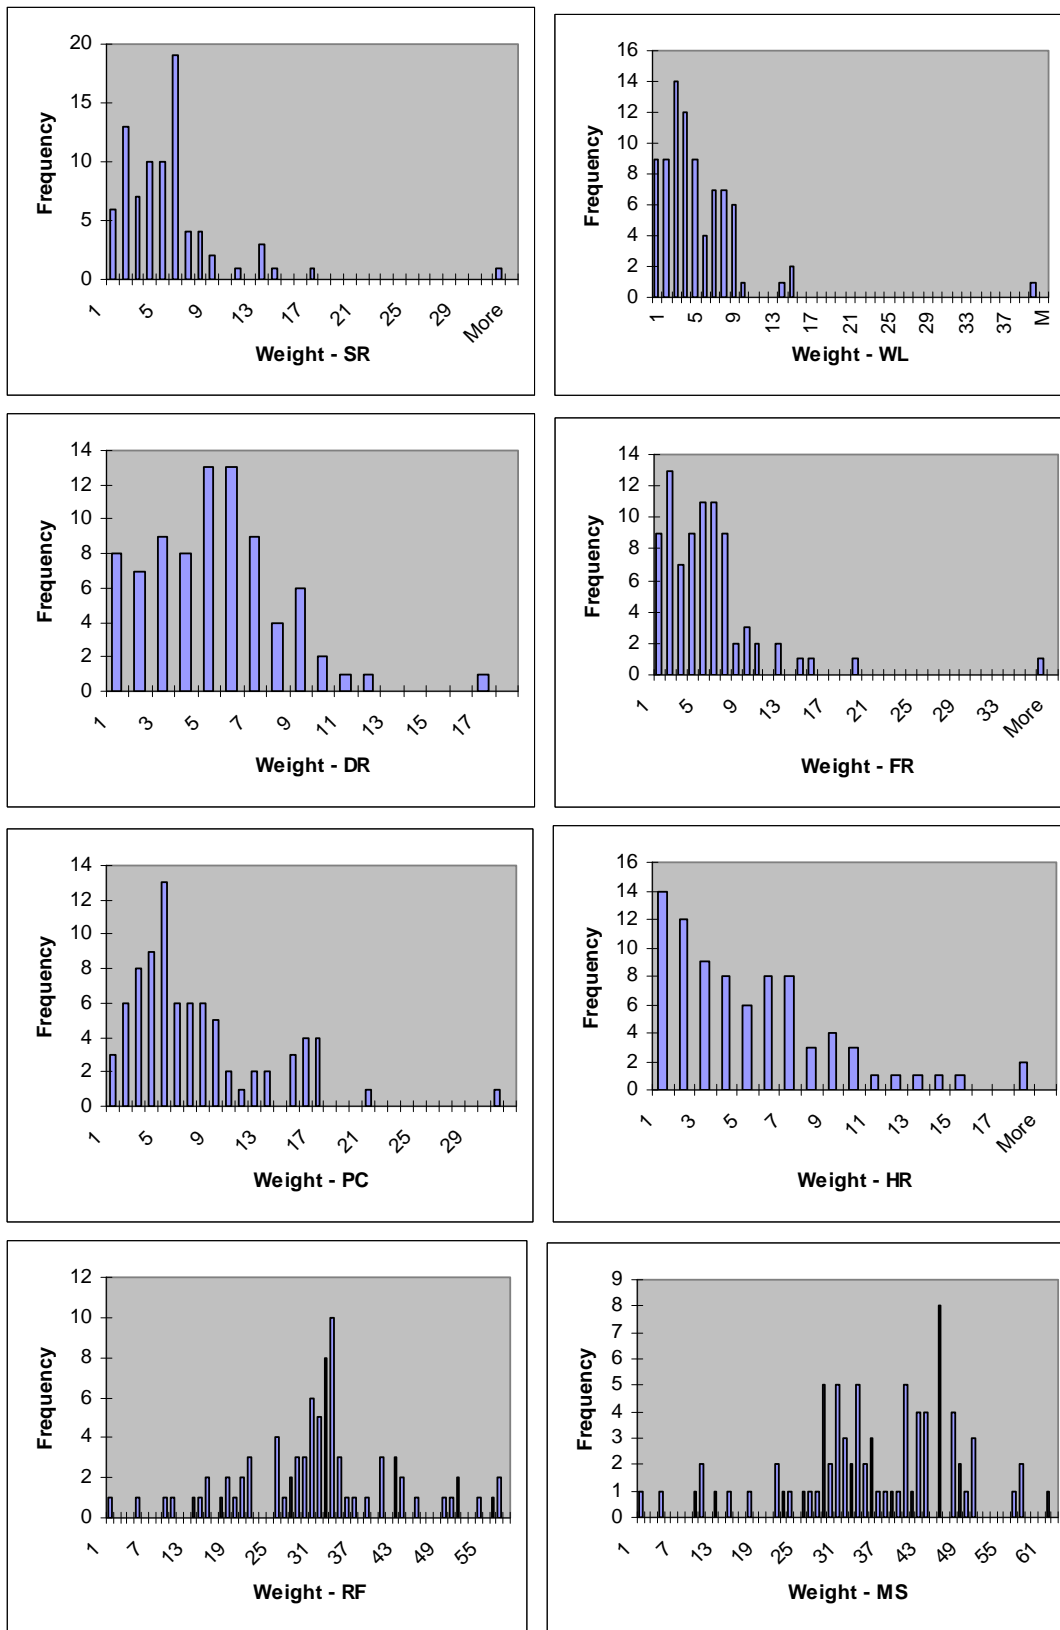 20
15
10
5
0
Frequency
1 5 9 13 17 21 25 29 More
Weight - SR
16
14
12
10
8
6
4
2
0
Frequency
1 5 9 13 17 21 25 29 33 37 M
Weight - WL
14
12
10
8
6
4
2
0
Frequency
1 3 5 7 9 11 13 15 17
Weight - DR
14
12
10
8
6
4
2
0
Frequency
1 5 9 13 17 21 25 29 33 More
Weight - FR
14
12
10
8
6
4
2
0
Frequency
1 5 9 13 17 21 25 29
Weight - PC
16
14
12
10
8
6
4
2
0
Frequency
1 3 5 7 9 11 13 15 17 More
Weight - HR
12
10
8
6
4
2
0
Frequency
1 7 13 19 25 31 37 43 49 55
Weight - RF
9
8
7
6
5
4
3
2
1
0
Frequency
1 7 13 19 25 31 37 43 49 55 61
Weight - MS